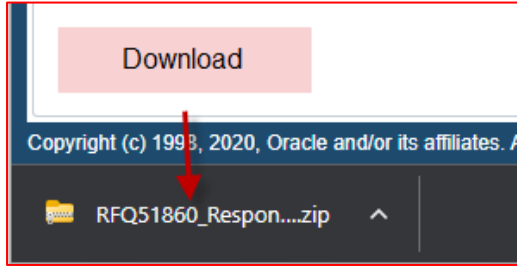 Download
Copyright (c) 1998, 2020, Oracle and/or its affiliates. A
RFQ51860_Respon....zip